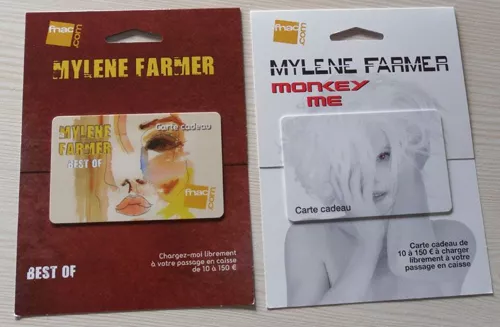 fnac
.com
MYLENE FARMER
MYLENE
FARMER
BEST OF
Carte cadeau
fnac
.com
Chargez-moi librement
à votre passage en caisse
de 10 à 150 €
BEST OF
fnac
.com
MYLENE FARMER
MONKEY
ME
Carte cadeau
Carte cadeau de
10 à 150 € à charger
librement à votre
passage en caisse